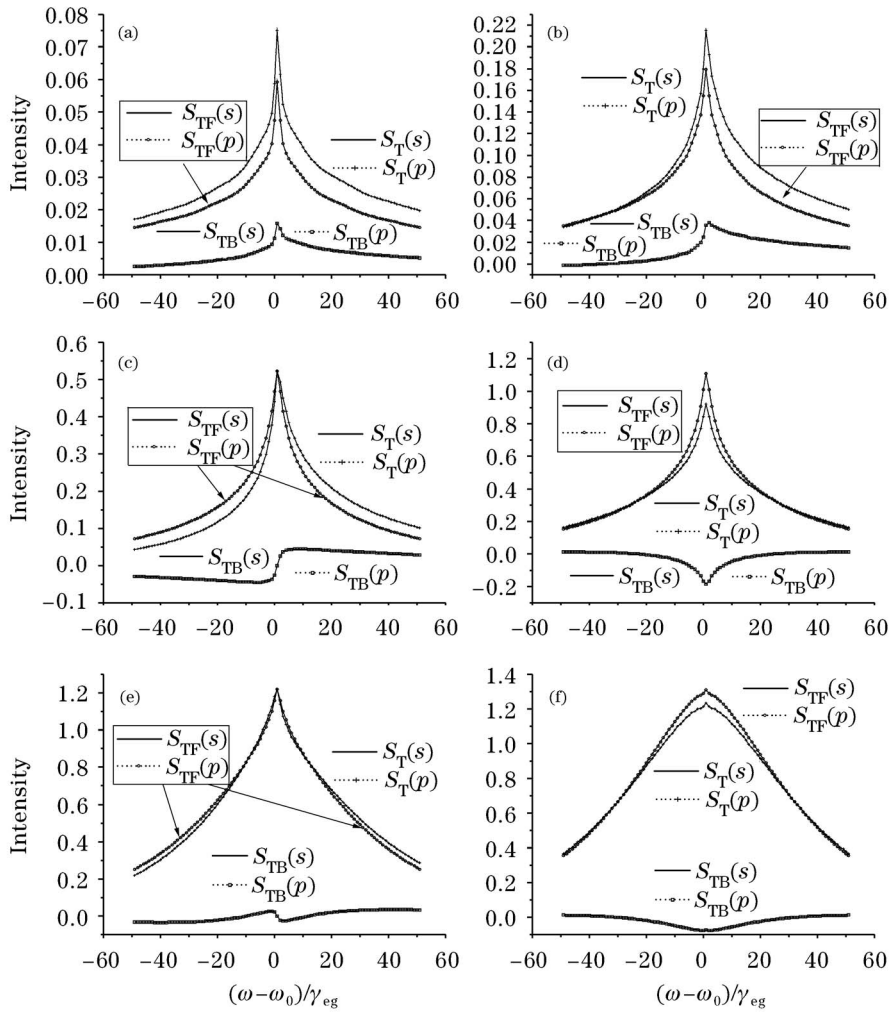 (a)
Intensity
0.08
0.07
0.06
0.05
0.04
0.03
0.02
0.01
0.00
S_TF(s)
S_TF(p)
S_T(s)
S_T(p)
S_TB(s)
S_TB(p)
−60 −40 −20 0 20 40 60
(b)
0.22
0.20
0.18
0.16
0.14
0.12
0.10
0.08
0.06
0.04
0.02
0.00
S_T(s)
S_T(p)
S_TF(s)
S_TF(p)
S_TB(s)
S_TB(p)
−60 −40 −20 0 20 40 60
(c)
Intensity
0.6
0.5
0.4
0.3
0.2
0.1
0.0
−0.1
S_TF(s)
S_TF(p)
S_T(s)
S_T(p)
S_TB(s)
S_TB(p)
−60 −40 −20 0 20 40 60
(d)
1.2
1.0
0.8
0.6
0.4
0.2
0.0
−0.2
S_TF(s)
S_TF(p)
S_T(s)
S_T(p)
S_TB(s)
S_TB(p)
−60 −40 −20 0 20 40 60
(e)
Intensity
1.2
1.0
0.8
0.6
0.4
0.2
0.0
S_TF(s)
S_TF(p)
S_T(s)
S_T(p)
S_TB(s)
S_TB(p)
−60 −40 −20 0 20 40 60
(ω−ω₀)/γ_eg
(f)
1.4
1.2
1.0
0.8
0.6
0.4
0.2
0.0
S_TF(s)
S_TF(p)
S_T(s)
S_T(p)
S_TB(s)
S_TB(p)
−60 −40 −20 0 20 40 60
(ω−ω₀)/γ_eg